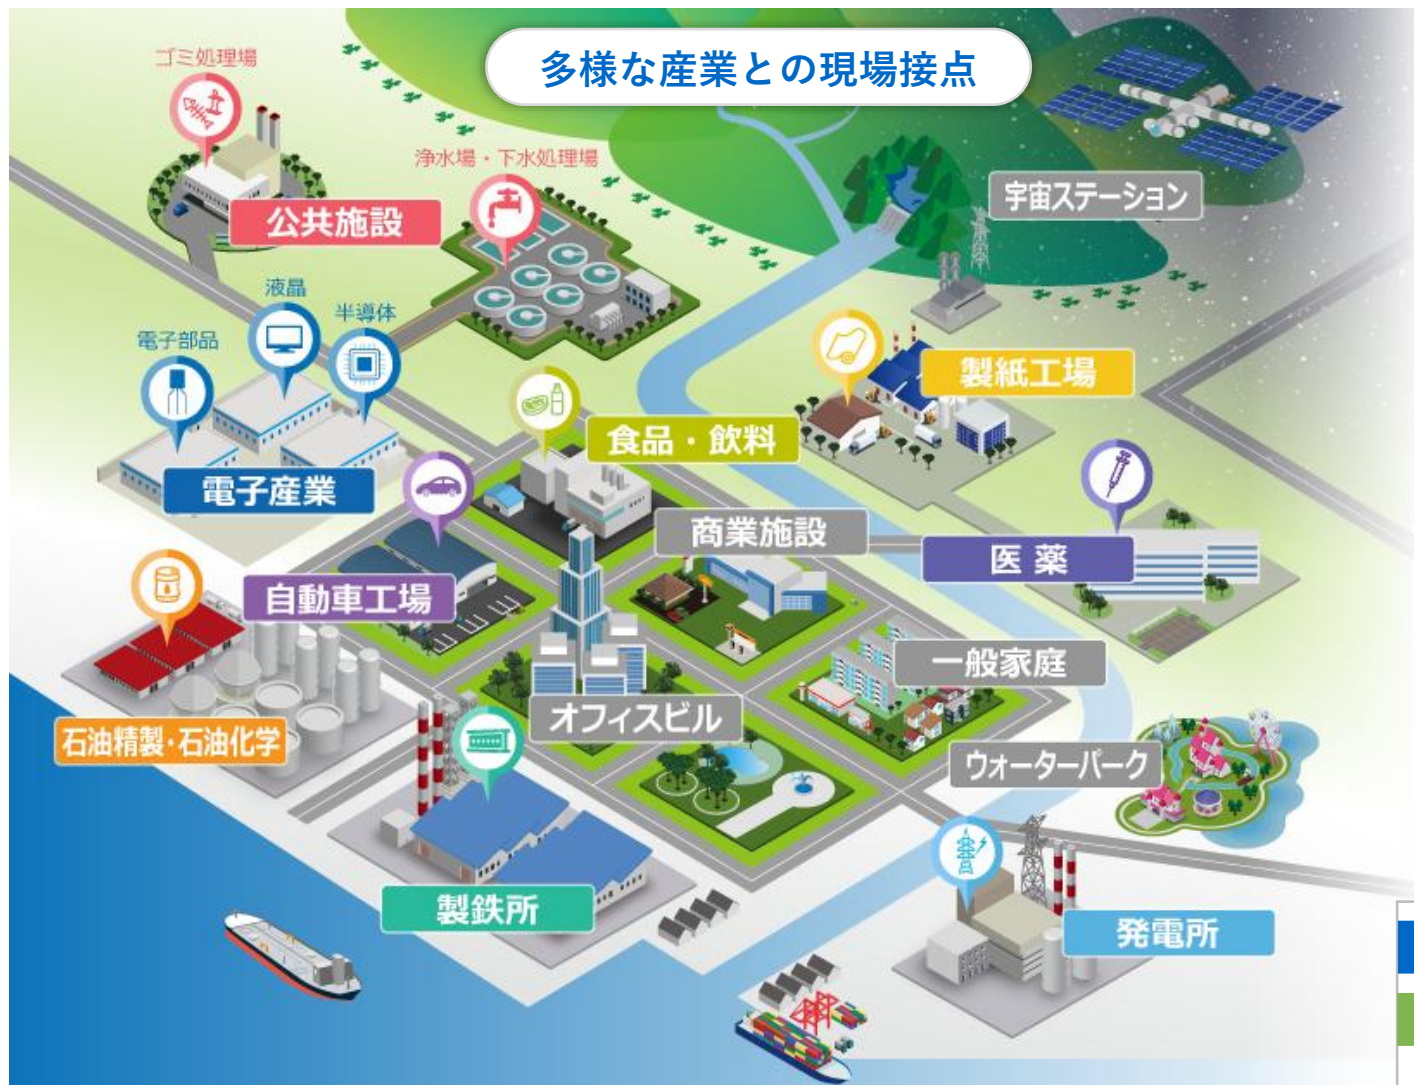 多様な産業との現場接点
ゴミ処理場
浄水場・下水処理場
公共施設
宇宙ステーション
液晶
半導体
電子部品
製紙工場
食品・飲料
電子産業
商業施設
医 薬
自動車工場
一般家庭
オフィスビル
石油精製・石油化学
ウォーターパーク
製鉄所
発電所